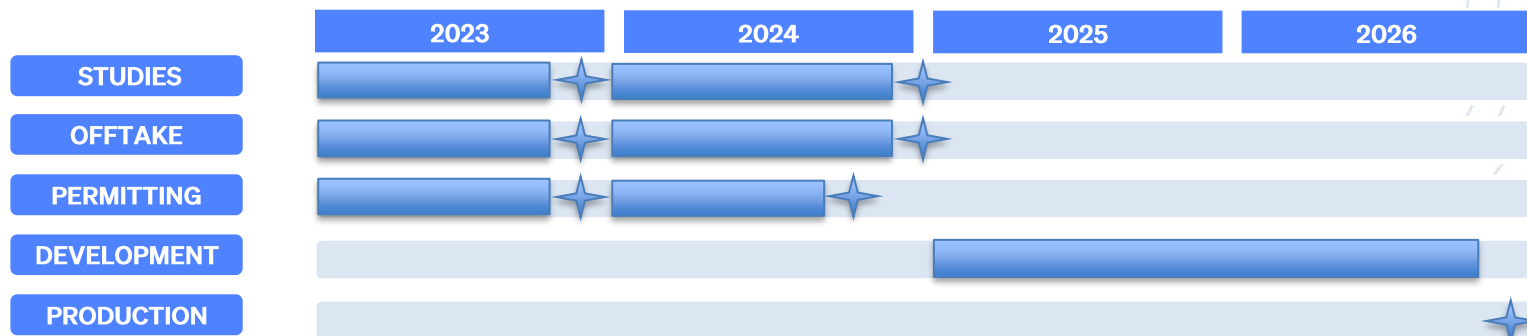 2023 2024 2025 2026
STUDIES
OFFTAKE
PERMITTING
DEVELOPMENT
PRODUCTION